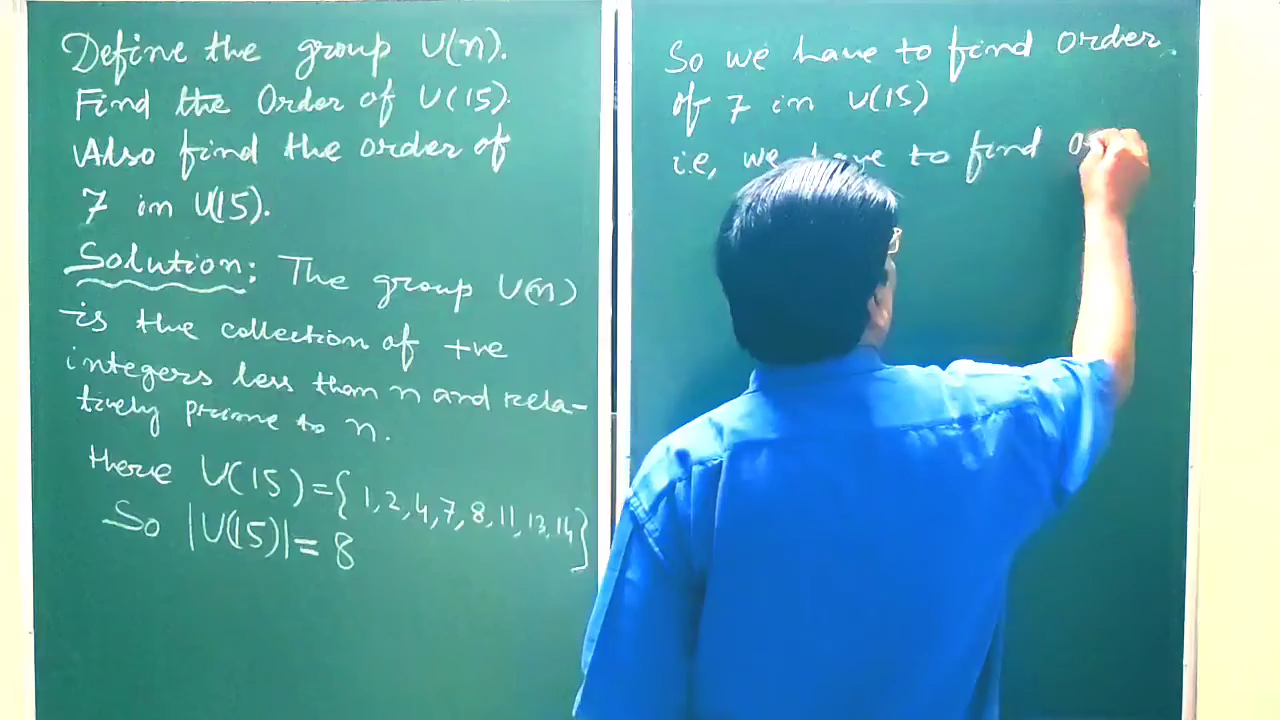 Define the group U(n).
Find the Order of U(15).
Also find the order of
7 in U(15).
Solution: The group U(n)
is the collection of +ve
integers less than n and rela-
tively prime to n.
Here U(15)={1,2,4,7,8,11,13,14}
So |U(15)|=8
So we have to find Order
of 7 in U(15)
i.e, we have to find